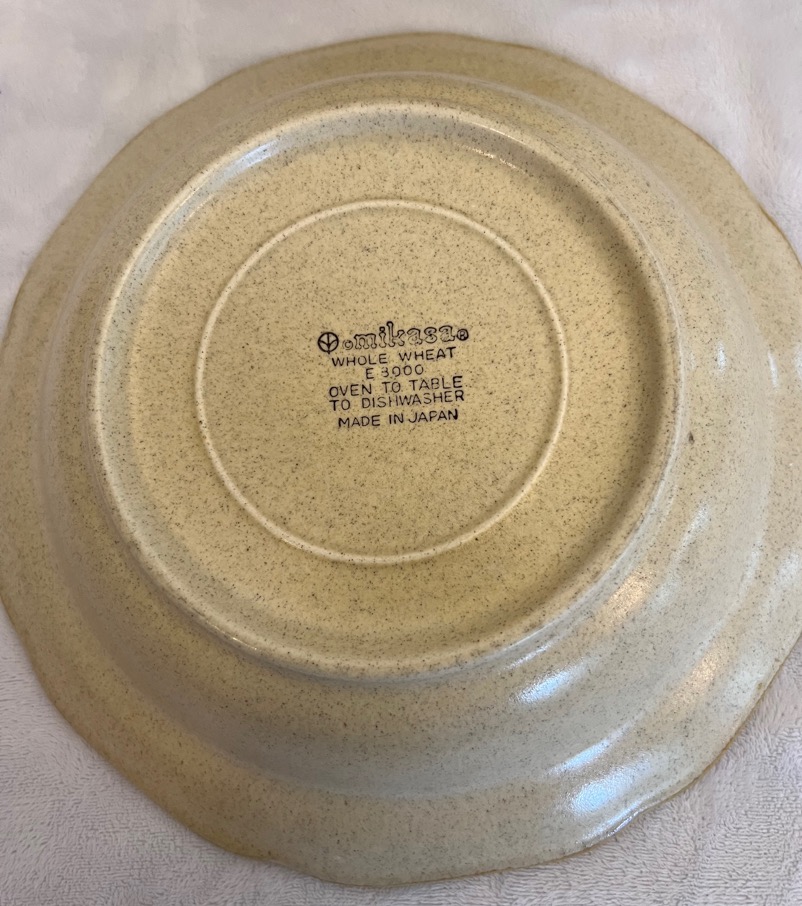 mikasa®
WHOLE WHEAT
E 8000
OVEN TO TABLE
TO DISHWASHER
MADE IN JAPAN